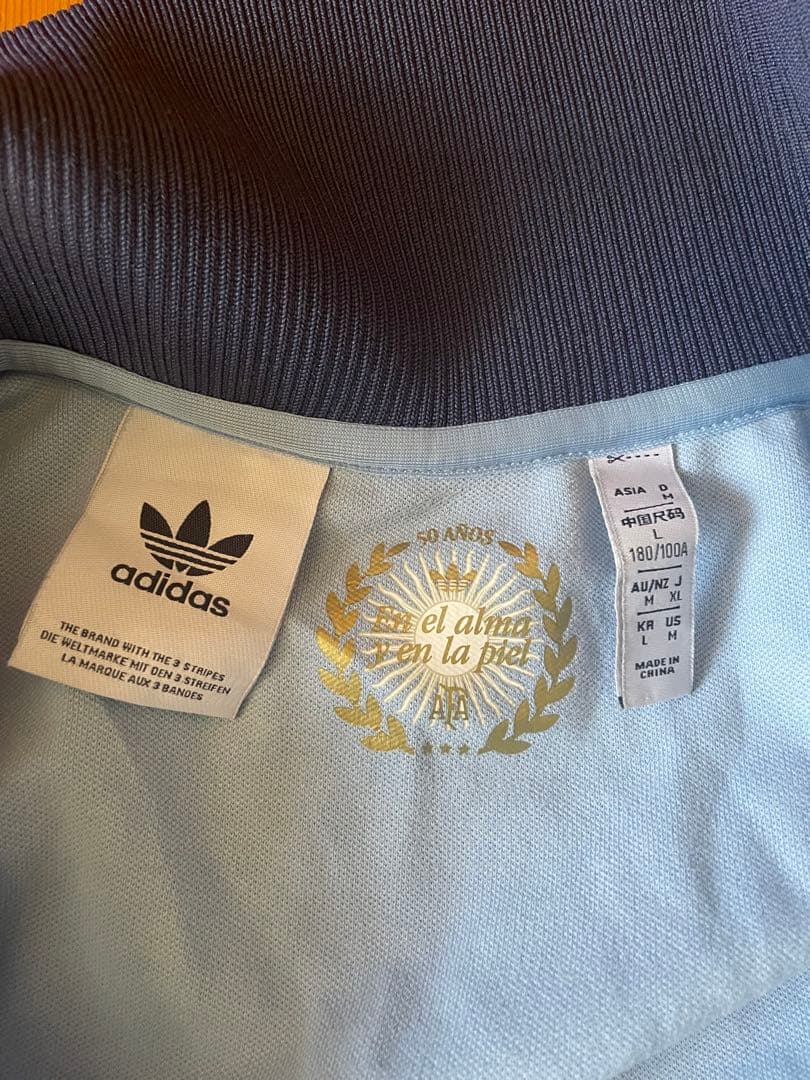 adidas
THE BRAND WITH THE 3 STRIPES
DIE WELTMARKE MIT DEN 3 STREIFEN
LA MARQUE AUX 3 BANDES
50 AÑOS
En el alma
y en la piel
AFA
ASIA D
M
中国尺码
L
180/100A
AU/NZ J
M XL
KR US
L M
MADE IN
CHINA